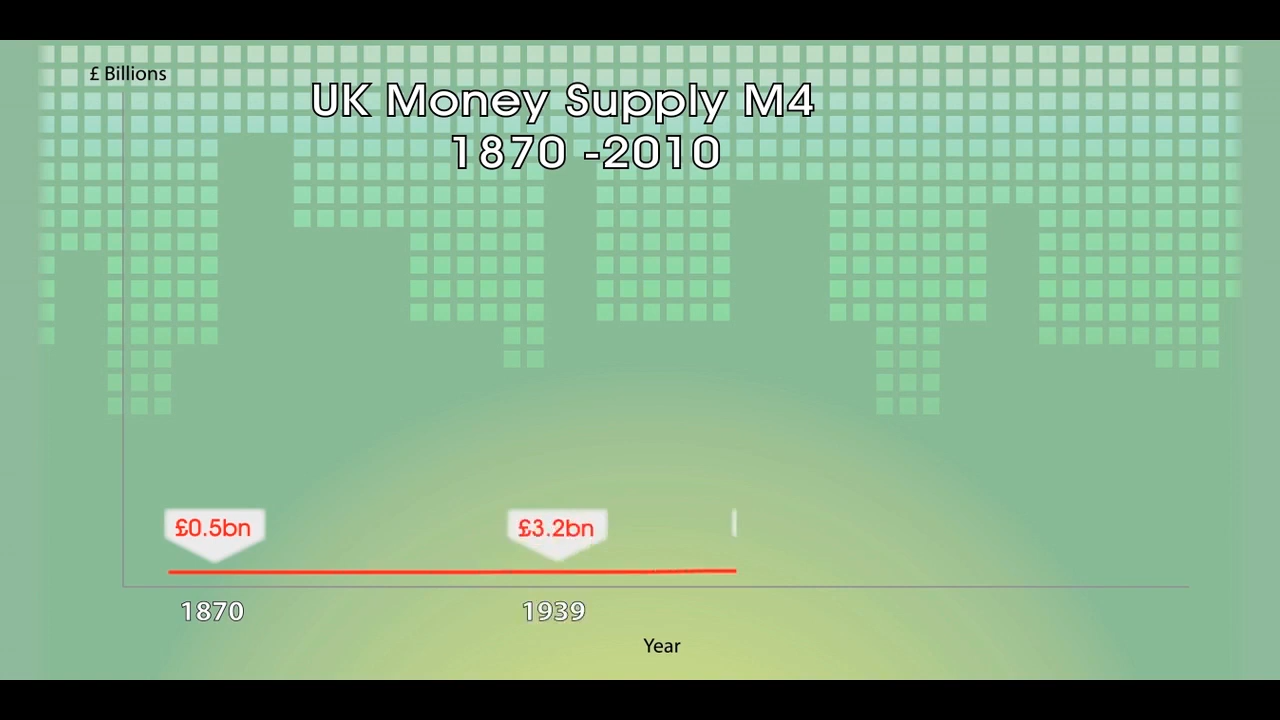 £ Billions
UK Money Supply M4
1870 -2010
£0.5bn
£3.2bn
1870
1939
Year